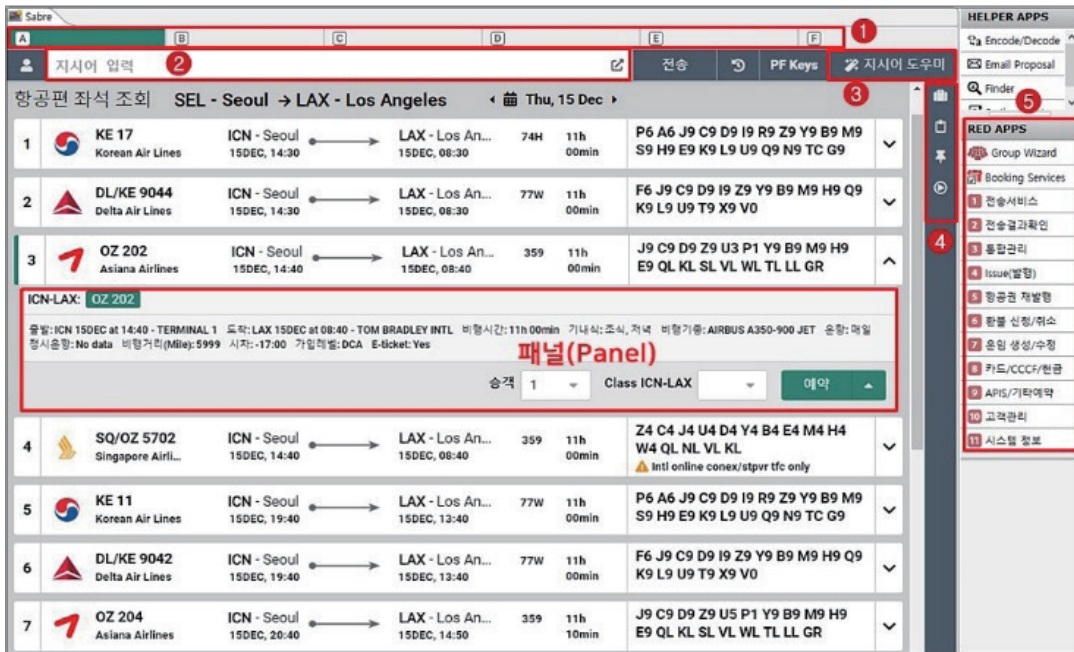 Sabre
A B C D E F 1
지시어 입력 2 전송 PF Keys 지시어 도우미
3
항공편 좌석 조회 SEL - Seoul → LAX - Los Angeles Thu, 15 Dec
1 KE 17 ICN - Seoul LAX - Los An... 74H 11h P6 A6 J9 C9 D9 I9 R9 Z9 Y9 B9 M9
Korean Air Lines 15DEC, 14:30 15DEC, 08:30 00min S9 H9 E9 K9 L9 U9 Q9 N9 TC G9
2 DL/KE 9044 ICN - Seoul LAX - Los An... 77W 11h F6 J9 C9 D9 I9 Z9 Y9 B9 M9 H9 Q9
Delta Air Lines 15DEC, 14:30 15DEC, 08:30 00min K9 L9 U9 T9 X9 V0
3 OZ 202 ICN - Seoul LAX - Los An... 359 11h J9 C9 D9 Z9 U3 P1 Y9 B9 M9 H9
Asiana Airlines 15DEC, 14:40 15DEC, 08:40 00min E9 QL KL SL VL WL TL LL GR
4
ICN-LAX: OZ 202
출발: ICN 15DEC at 14:40 - TERMINAL 1 도착: LAX 15DEC at 08:40 - TOM BRADLEY INTL 비행시간: 11h 00min 기내식: 조식, 저녁 비행기종: AIRBUS A350-900 JET 운항: 매일
정시운항: No data 비행거리(Mile): 5999 시차: -17:00 가입레벨: DCA E-ticket: Yes
패널(Panel)
승객 1 Class ICN-LAX 예약
4 SQ/OZ 5702 ICN - Seoul LAX - Los An... 359 11h Z4 C4 J4 U4 D4 Y4 B4 E4 M4 H4
Singapore Airli... 15DEC, 14:40 15DEC, 08:40 00min W4 QL NL VL KL
Intl online conex/stpvr tfc only
5 KE 11 ICN - Seoul LAX - Los An... 77W 11h P6 A6 J9 C9 D9 I9 R9 Z9 Y9 B9 M9
Korean Air Lines 15DEC, 19:40 15DEC, 13:40 00min S9 H9 E9 K9 L9 U9 Q9 N9 TC G9
6 DL/KE 9042 ICN - Seoul LAX - Los An... 77W 11h F6 J9 C9 D9 I9 Z9 Y9 B9 M9 H9 Q9
Delta Air Lines 15DEC, 19:40 15DEC, 13:40 00min K9 L9 U9 T9 X9 V0
7 OZ 204 ICN - Seoul LAX - Los An... 359 11h J9 C9 D9 Z9 U5 P1 Y9 B9 M9 H9
Asiana Airlines 15DEC, 20:40 15DEC, 14:50 10min E9 QL KL SL VL WL TL LL GR
HELPER APPS
Encode/Decode
Email Proposal
Finder
5
RED APPS
Group Wizard
Booking Services
1 전송서비스
2 전송결과확인
3 통합관리
4 Issue(발행)
5 항공권 재발행
6 환불 신청/취소
7 운임 생성/수정
8 카드/CCCF/현금
9 APIS/기타예약
10 고객관리
11 시스템 정보